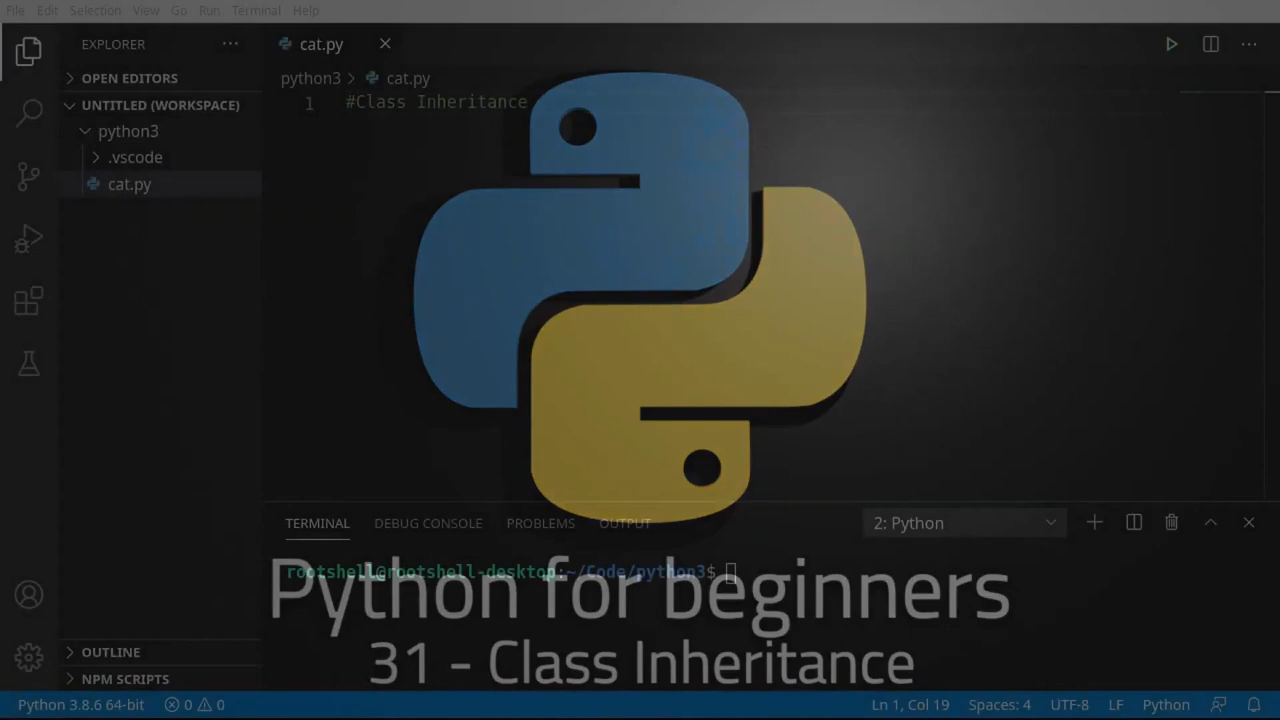 File Edit Selection View Go Run Terminal Help
EXPLORER
cat.py
OPEN EDITORS
python3 > cat.py
UNTITLED (WORKSPACE)
1 #Class Inheritance
python3
.vscode
cat.py
TERMINAL DEBUG CONSOLE PROBLEMS OUTPUT 2: Python
rootshell@rootshell-desktop:~/Code/python3$
Python for beginners
31 - Class Inheritance
OUTLINE
NPM SCRIPTS
Python 3.8.6 64-bit 0 0 Ln 1, Col 19 Spaces: 4 UTF-8 LF Python